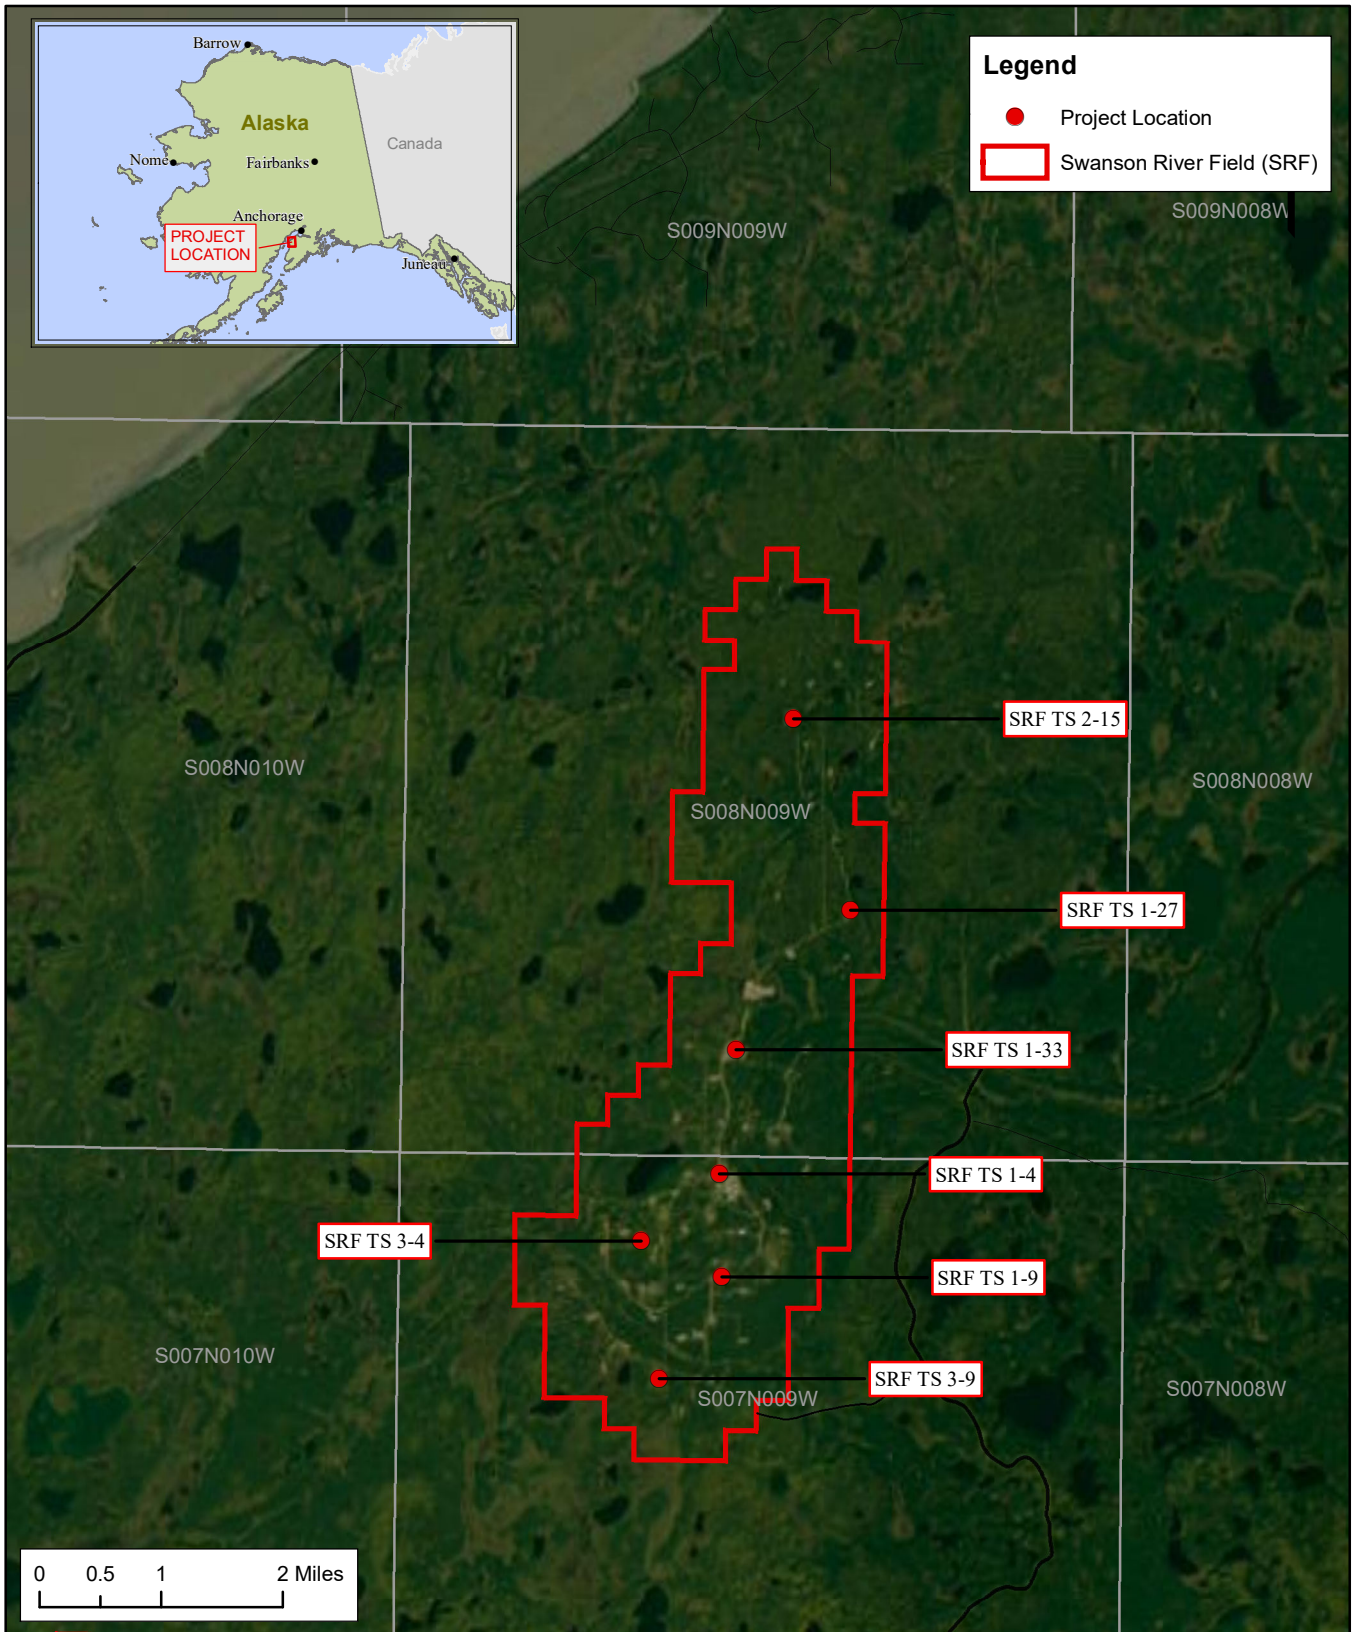 Barrow
Alaska
Canada
Nome
Fairbanks
Anchorage
PROJECT
LOCATION
Juneau
Legend
Project Location
Swanson River Field (SRF)
S009N009W
S009N008W
SRF TS 2-15
S008N010W
S008N009W
S008N008W
SRF TS 1-27
SRF TS 1-33
SRF TS 1-4
SRF TS 3-4
SRF TS 1-9
S007N010W
SRF TS 3-9
S007N009W
S007N008W
0 0.5 1 2 Miles